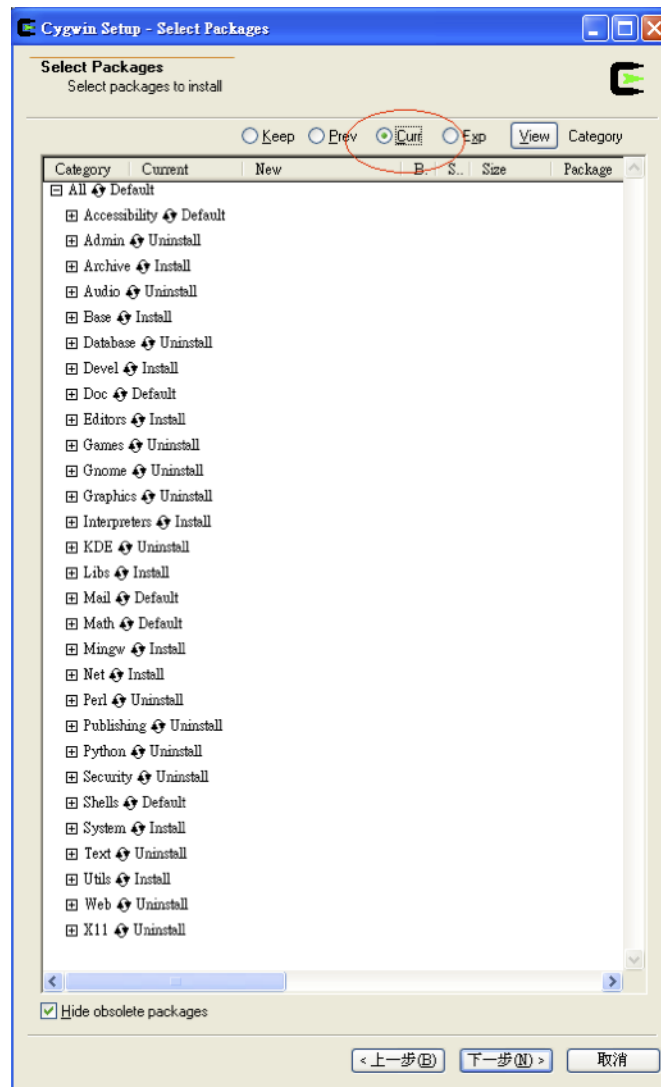 Cygwin Setup - Select Packages
Select Packages
Select packages to install
Keep Prev Curr Exp View Category
Category Current New B. S.. Size Package
All Default
Accessibility Default
Admin Uninstall
Archive Install
Audio Uninstall
Base Install
Database Uninstall
Devel Install
Doc Default
Editors Install
Games Uninstall
Gnome Uninstall
Graphics Uninstall
Interpreters Install
KDE Uninstall
Libs Install
Mail Default
Math Default
Mingw Install
Net Install
Perl Uninstall
Publishing Uninstall
Python Uninstall
Security Uninstall
Shells Default
System Install
Text Uninstall
Utils Install
Web Uninstall
X11 Uninstall
Hide obsolete packages
<上一步(B) 下一步(N)> 取消